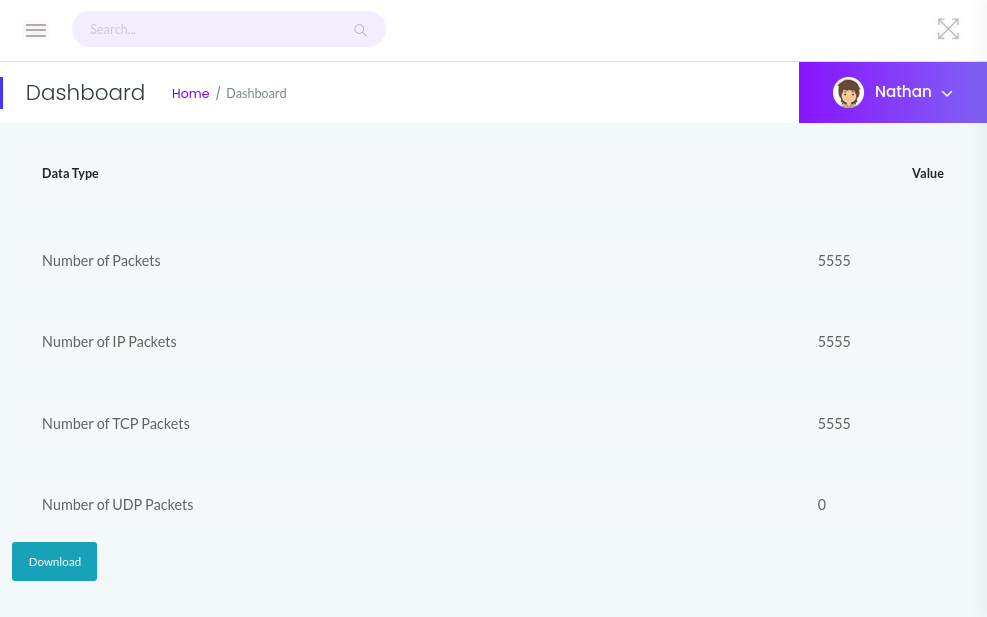 Search...
Dashboard Home / Dashboard Nathan
Data Type Value
Number of Packets 5555
Number of IP Packets 5555
Number of TCP Packets 5555
Number of UDP Packets 0
Download